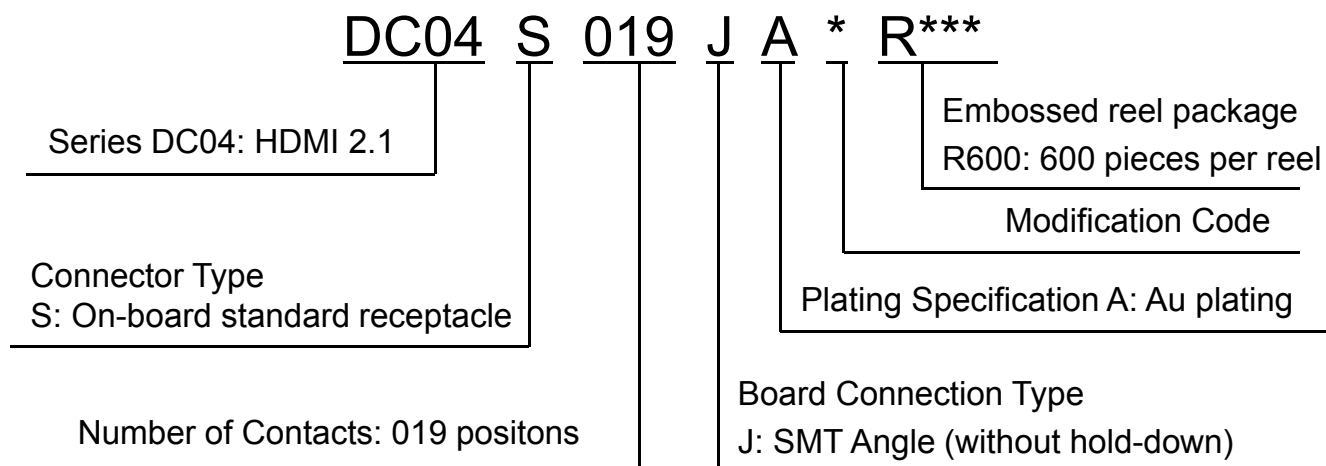 DC04 S 019 J A * R***
Embossed reel package
R600: 600 pieces per reel
Series DC04: HDMI 2.1
Modification Code
Connector Type
S: On-board standard receptacle
Plating Specification A: Au plating
Board Connection Type
J: SMT Angle (without hold-down)
Number of Contacts: 019 positons